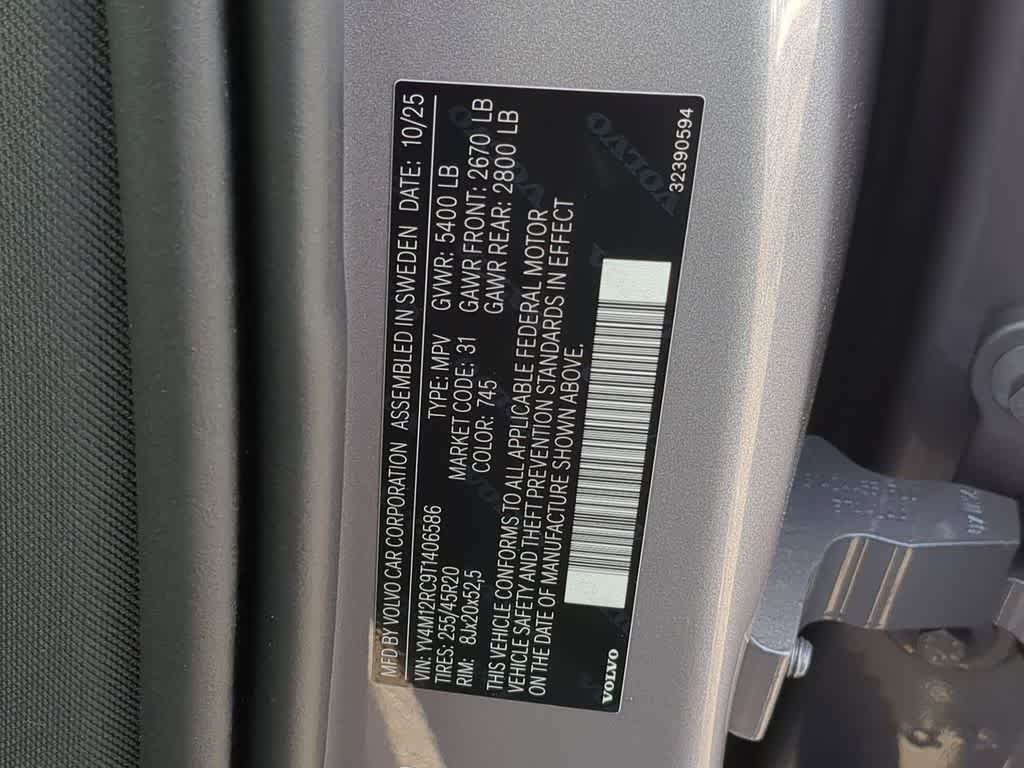 MFD BY VOLVO CAR CORPORATION ASSEMBLED IN SWEDEN DATE: 10/25
VIN: YV4M12RC9T1406586 TYPE: MPV GVWR: 5400 LB
TIRES: 255/45R20 MARKET CODE: 31 GAWR FRONT: 2670 LB
RIM: 8Jx20x52,5 COLOR: 745 GAWR REAR: 2800 LB
THIS VEHICLE CONFORMS TO ALL APPLICABLE FEDERAL MOTOR
VEHICLE SAFETY AND THEFT PREVENTION STANDARDS IN EFFECT
ON THE DATE OF MANUFACTURE SHOWN ABOVE.
VOLVO 32390594